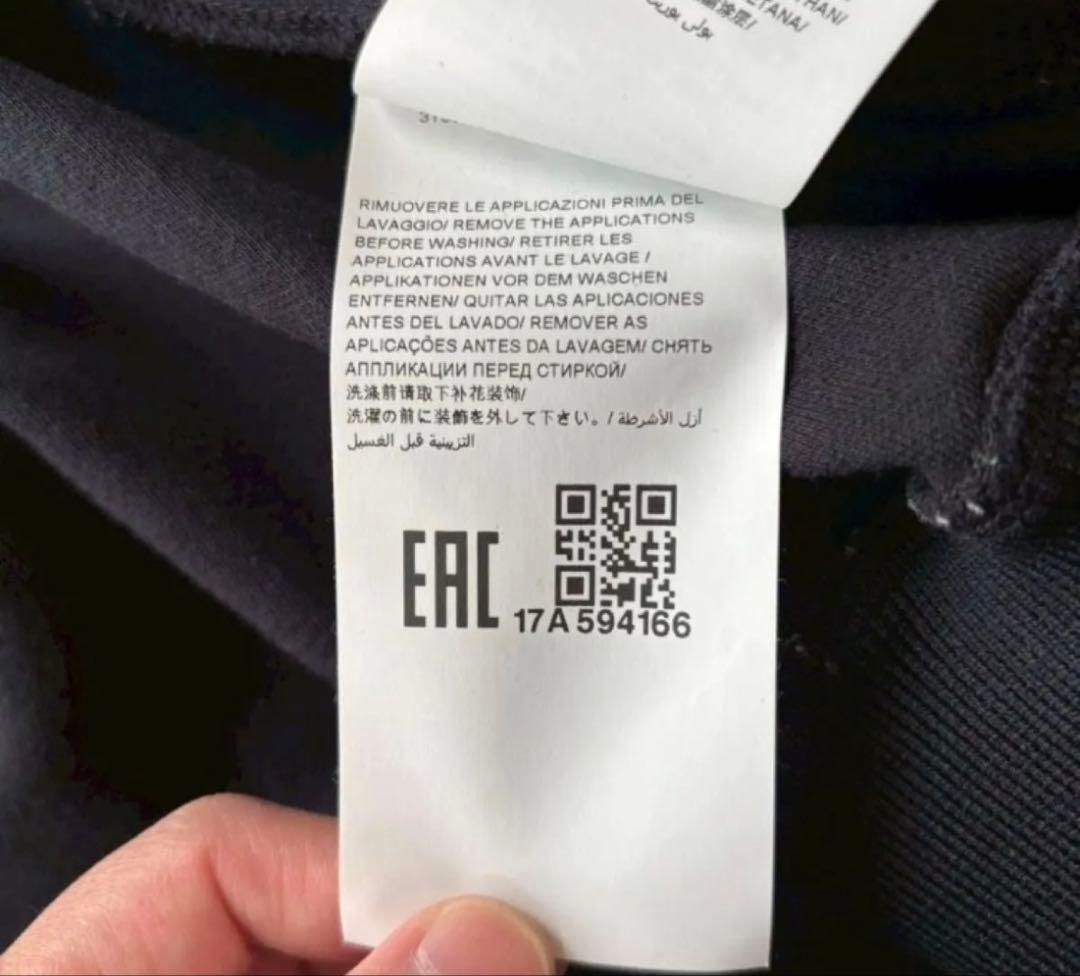 بولي يوريث
RIMUOVERE LE APPLICAZIONI PRIMA DEL
LAVAGGIO/ REMOVE THE APPLICATIONS
BEFORE WASHING/ RETIRER LES
APPLICATIONS AVANT LE LAVAGE /
APPLIKATIONEN VOR DEM WASCHEN
ENTFERNEN/ QUITAR LAS APLICACIONES
ANTES DEL LAVADO/ REMOVER AS
APLICAÇÕES ANTES DA LAVAGEM/ СНЯТЬ
АППЛИКАЦИИ ПЕРЕД СТИРКОЙ/
洗涤前请取下补花装饰/
洗濯の前に装飾を外して下さい。/ أزل الأشرطة
التزيينية قبل الغسيل
EAC
17A 594166